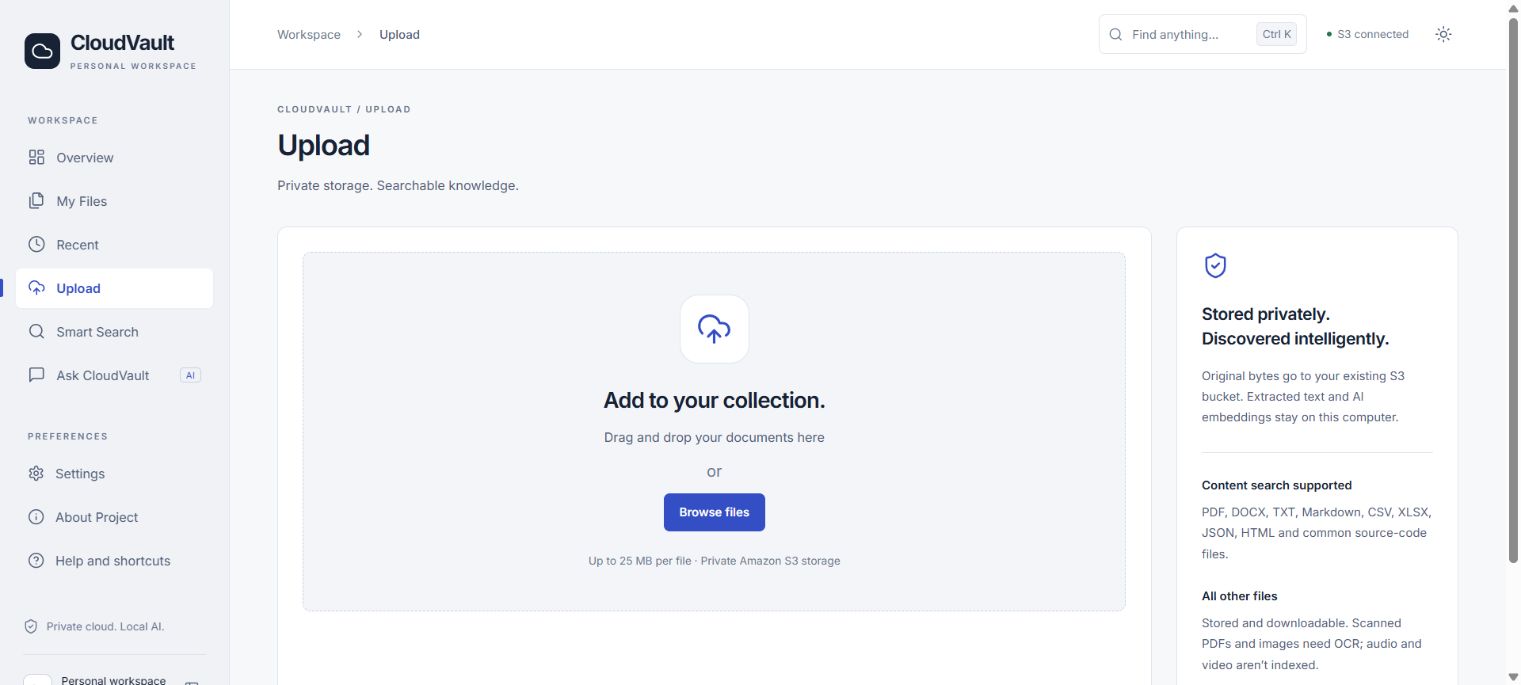 CloudVault
PERSONAL WORKSPACE
WORKSPACE
Overview
My Files
Recent
Upload
Smart Search
Ask CloudVault AI
PREFERENCES
Settings
About Project
Help and shortcuts
Private cloud. Local AI.
Personal workspace
Workspace > Upload
Find anything... Ctrl K
S3 connected
CLOUDVAULT / UPLOAD
Upload
Private storage. Searchable knowledge.
Add to your collection.
Drag and drop your documents here
or
Browse files
Up to 25 MB per file · Private Amazon S3 storage
Stored privately.
Discovered intelligently.
Original bytes go to your existing S3
bucket. Extracted text and AI
embeddings stay on this computer.
Content search supported
PDF, DOCX, TXT, Markdown, CSV, XLSX,
JSON, HTML and common source-code
files.
All other files
Stored and downloadable. Scanned
PDFs and images need OCR; audio and
video aren't indexed.